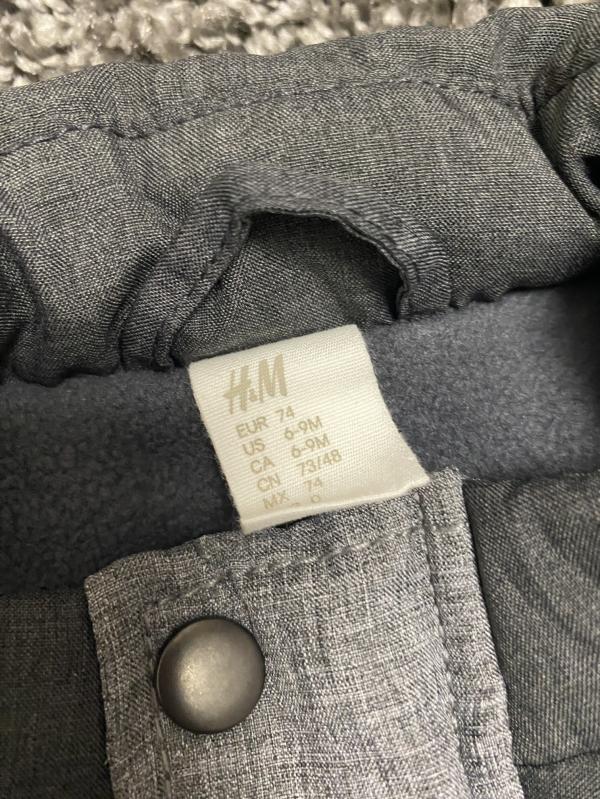 H&M
EUR 74
US 6-9M
CA 6-9M
CN 73/48
MX 74